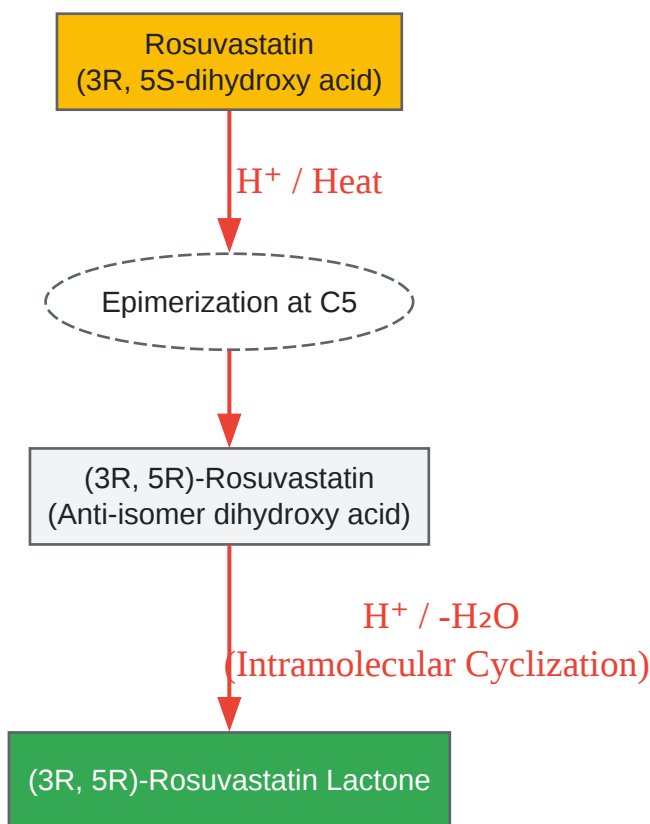 Rosuvastatin
(3R, 5S-dihydroxy acid)
H⁺ / Heat
Epimerization at C5
(3R, 5R)-Rosuvastatin
(Anti-isomer dihydroxy acid)
H⁺ / -H₂O
(Intramolecular Cyclization)
(3R, 5R)-Rosuvastatin Lactone